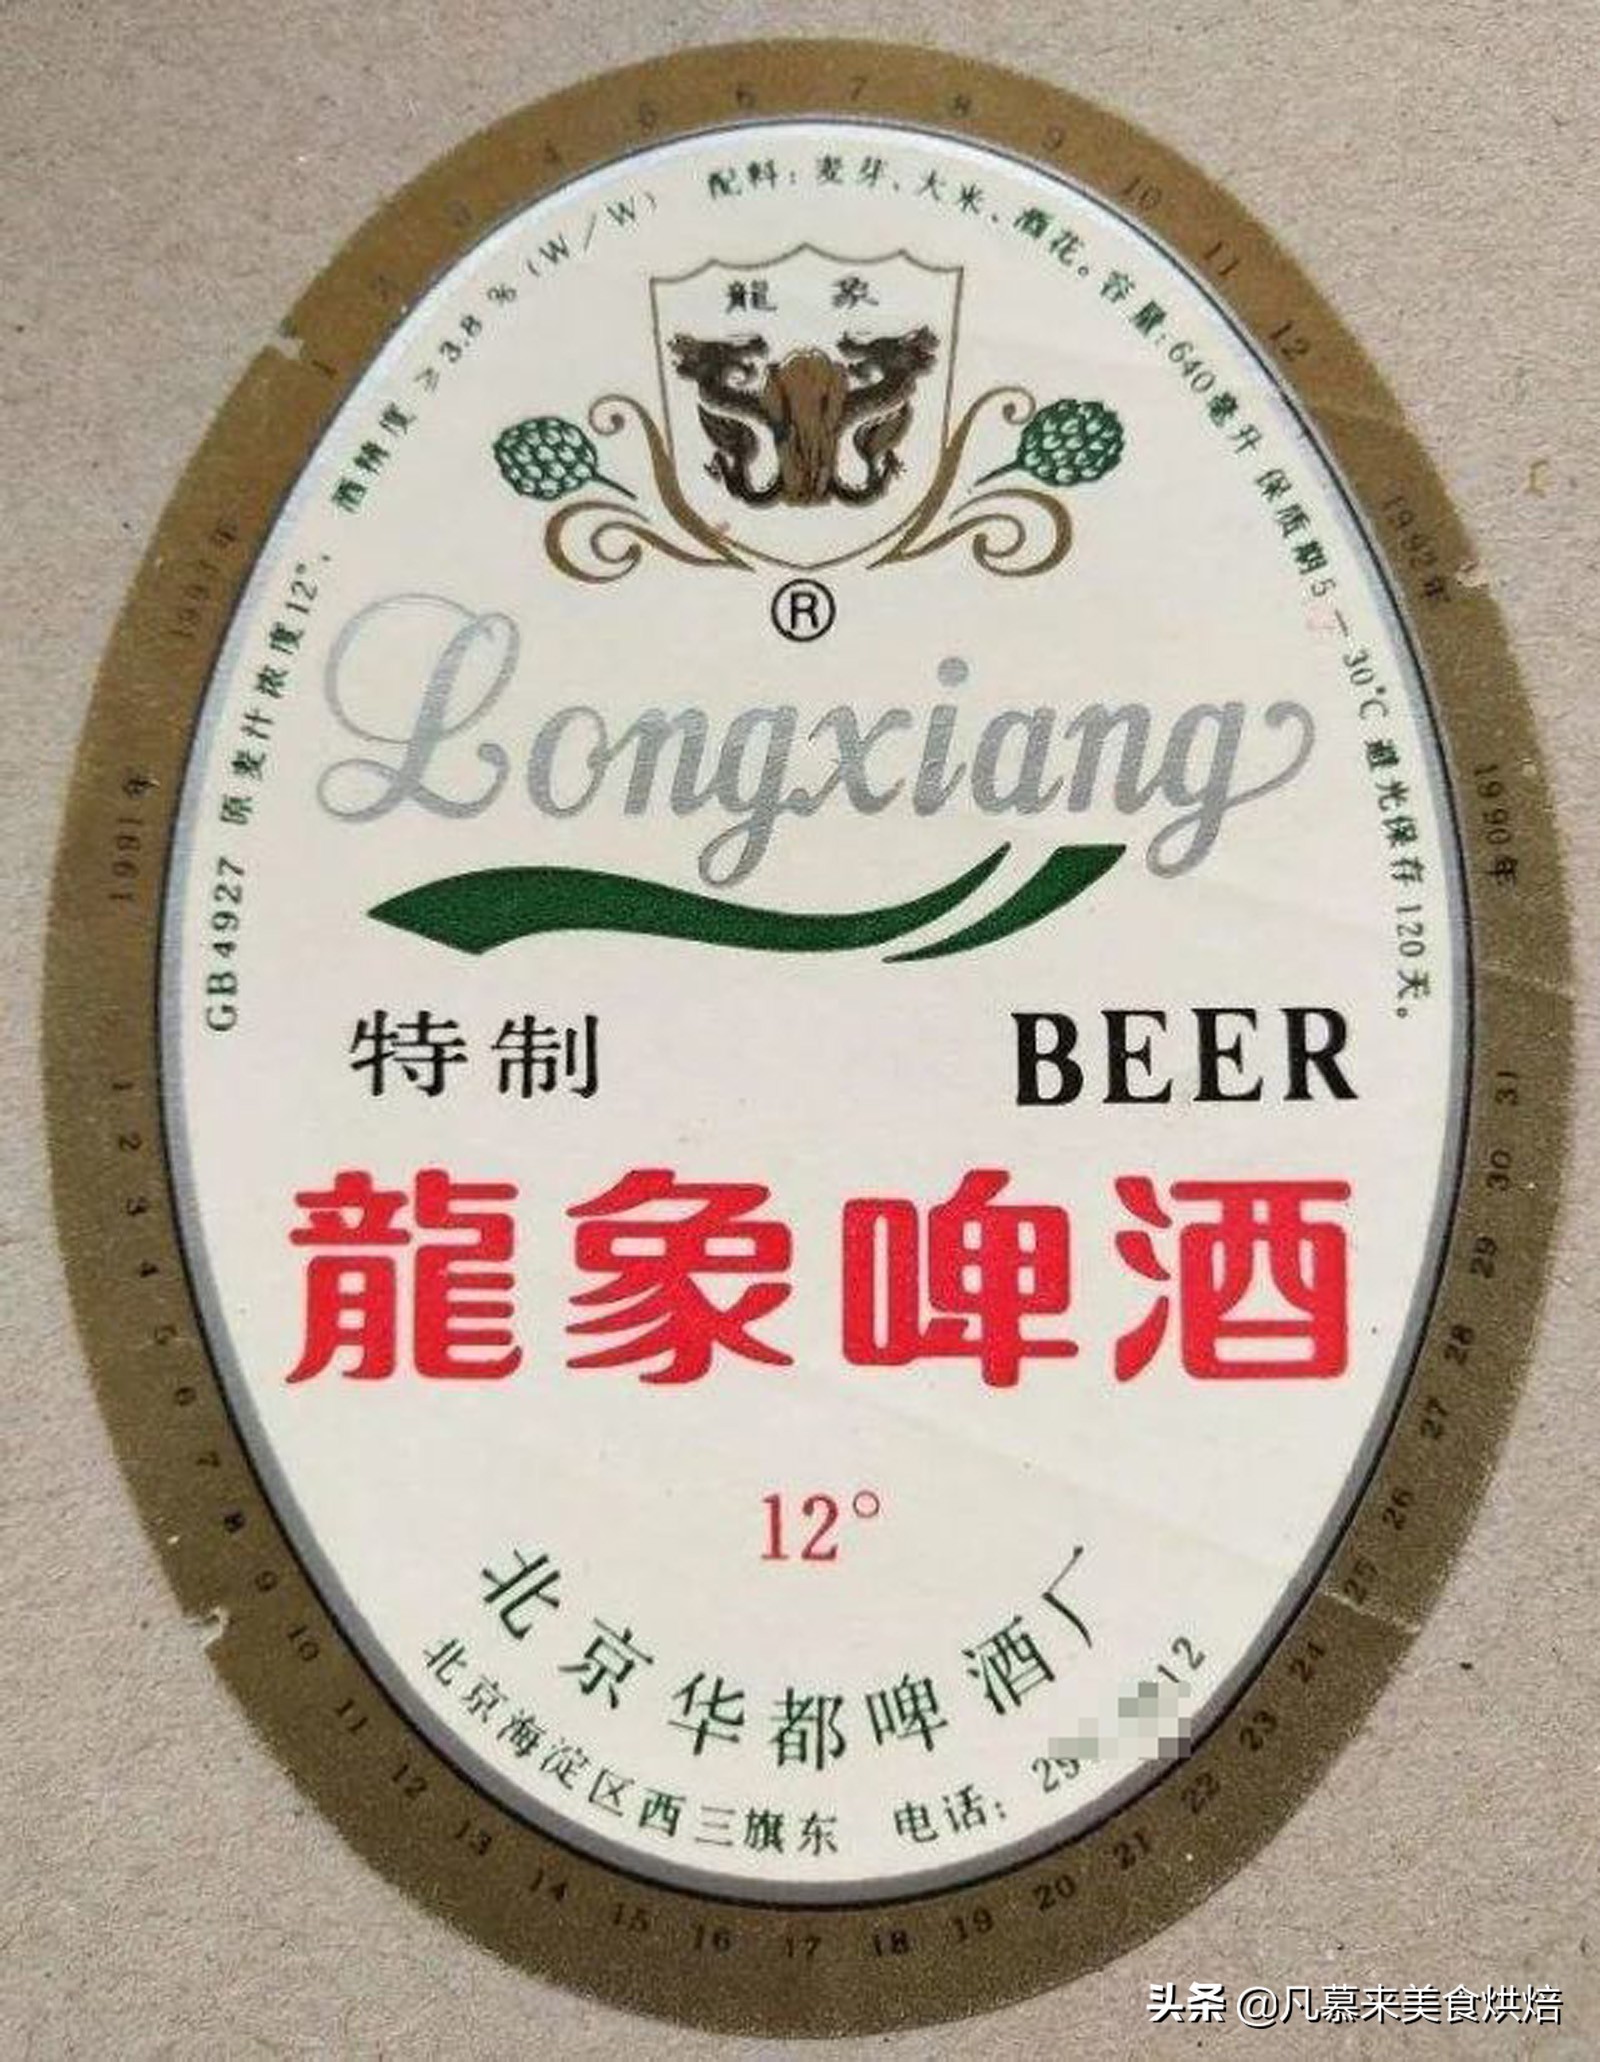 1 2 3 4 5 6 7 8 9 10 11 12
GB4927 原麦汁浓度12°、 酒精度≥3.8%(W/W) 配料：麦芽、大米、酒花。容量:640毫升 保质期5—30℃避光保存120天。
龍 象
®
Longxiang
特制 BEER
龍象啤酒
12°
北京华都啤酒厂
北京海淀区西三旗东 电话：
1991年
1992年
1990年
1 2 3 4 5 6 7 8 9 10 11 12 13 14 15 16 17 18 19 20 21 22 23 24 25 26 27 28 29 30 31
头条 @凡慕来美食烘焙